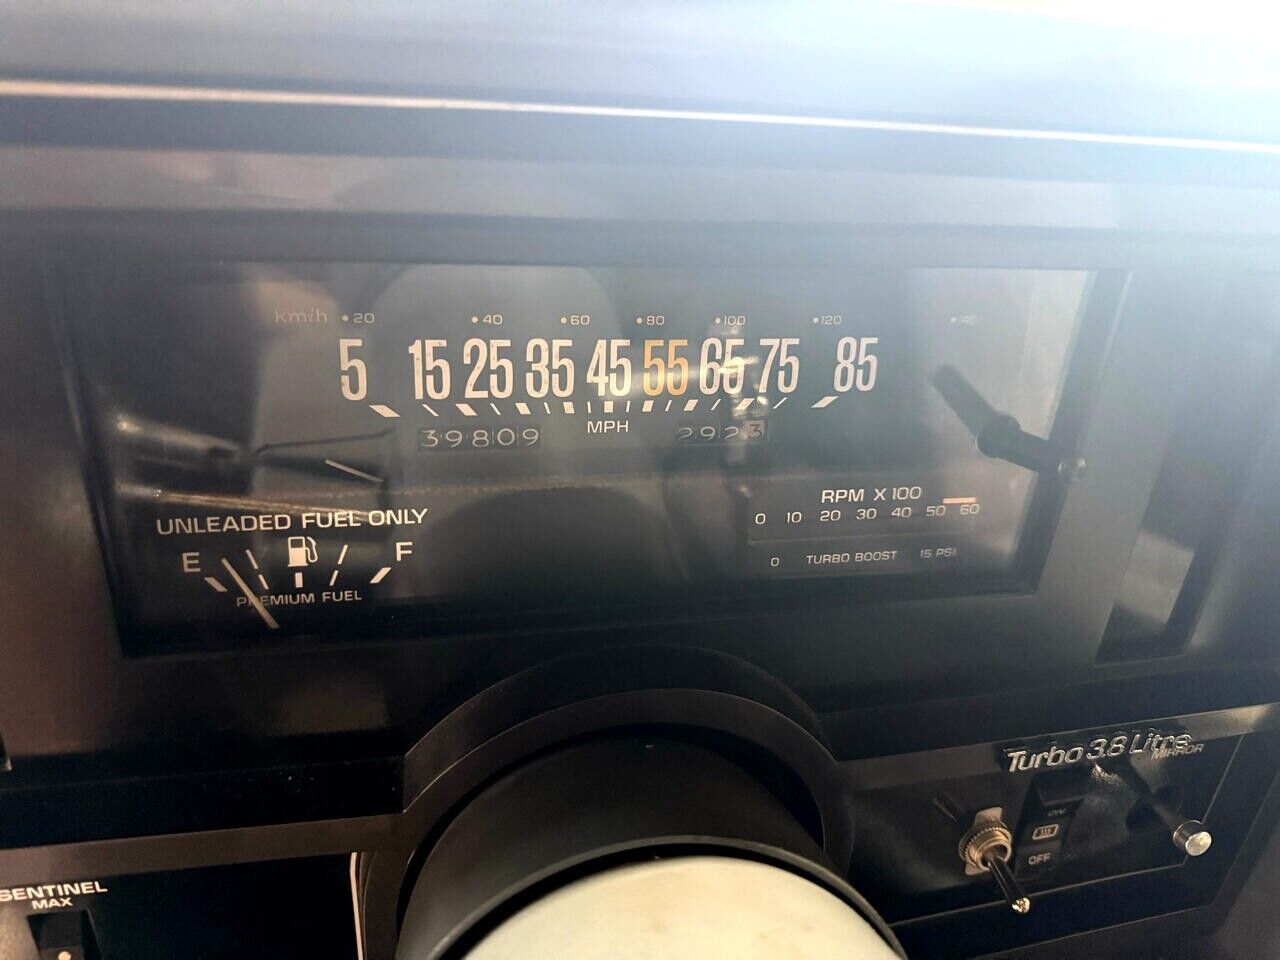 km/h 20 40 60 80 100 120 140
5 15 25 35 45 55 65 75 85
MPH
39809 2923
UNLEADED FUEL ONLY
E F
PREMIUM FUEL
RPM X 100
0 10 20 30 40 50 60
0 TURBO BOOST 15 PSI
Turbo 3.8 Litre
MIRROR
ON
OFF
SENTINEL
MAX